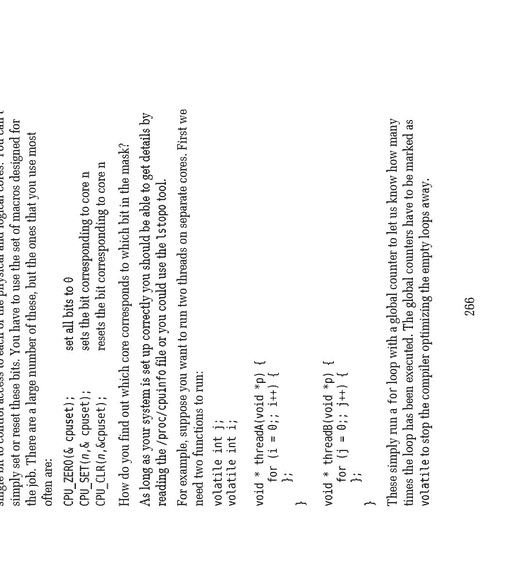 single bit to control access to each of the physical and logical cores. You can't
simply set or reset these bits. You have to use the set of macros designed for
the job. There are a large number of these, but the ones that you use most
often are:
CPU_ZERO(& cpuset); set all bits to 0
CPU_SET(n,& cpuset); sets the bit corresponding to core n
CPU_CLR(n,&cpuset); resets the bit corresponding to core n
How do you find out which core corresponds to which bit in the mask?
As long as your system is set up correctly you should be able to get details by
reading the /proc/cpuinfo file or you could use the lstopo tool.
For example, suppose you want to run two threads on separate cores. First we
need two functions to run:
volatile int j;
volatile int i;
void * threadA(void *p) {
for (i = 0;; i++) {
};
}
void * threadB(void *p) {
for (j = 0;; j++) {
};
}
These simply run a for loop with a global counter to let us know how many
times the loop has been executed. The global counters have to be marked as
volatile to stop the compiler optimizing the empty loops away.
266